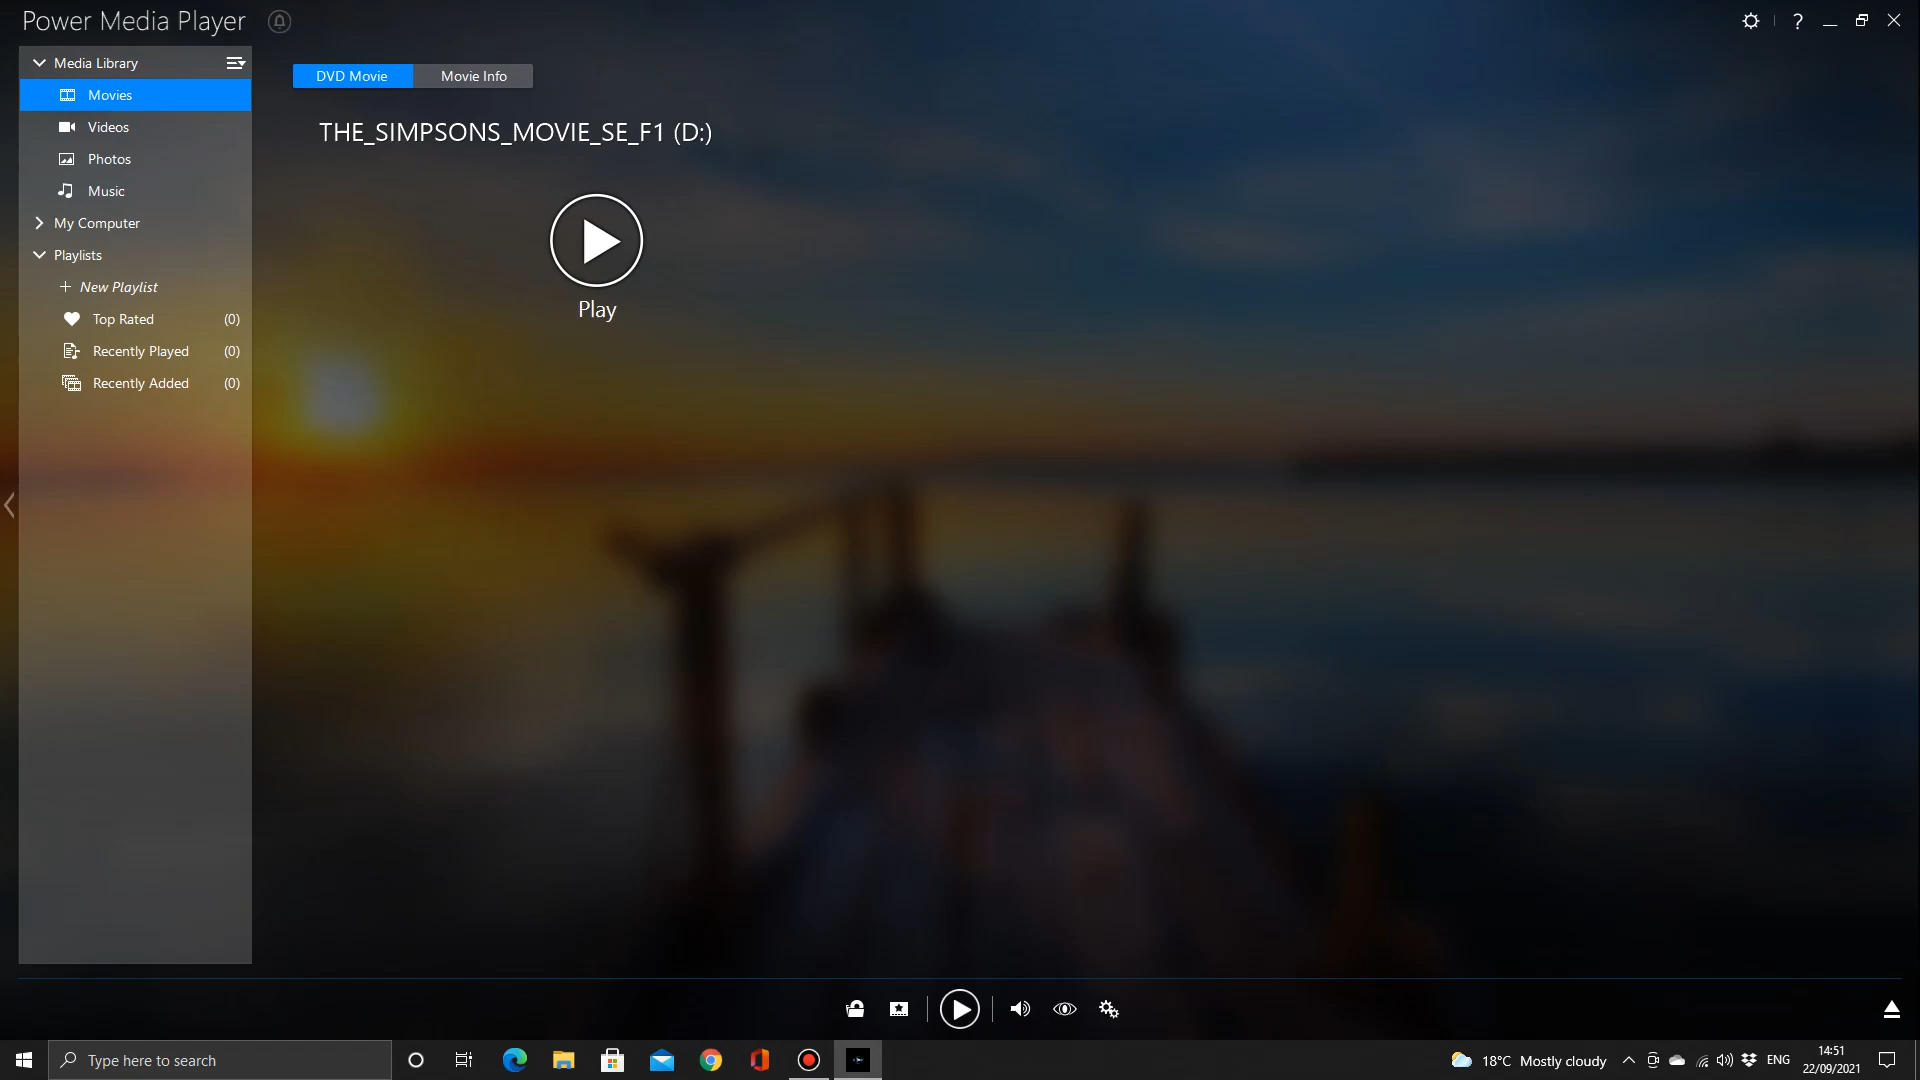 Power Media Player
Media Library
Movies
Videos
Photos
Music
My Computer
Playlists
New Playlist
Top Rated (0)
Recently Played (0)
Recently Added (0)
DVD Movie Movie Info
THE_SIMPSONS_MOVIE_SE_F1 (D:)
Play
Type here to search
18°C Mostly cloudy
ENG
14:51
22/09/2021